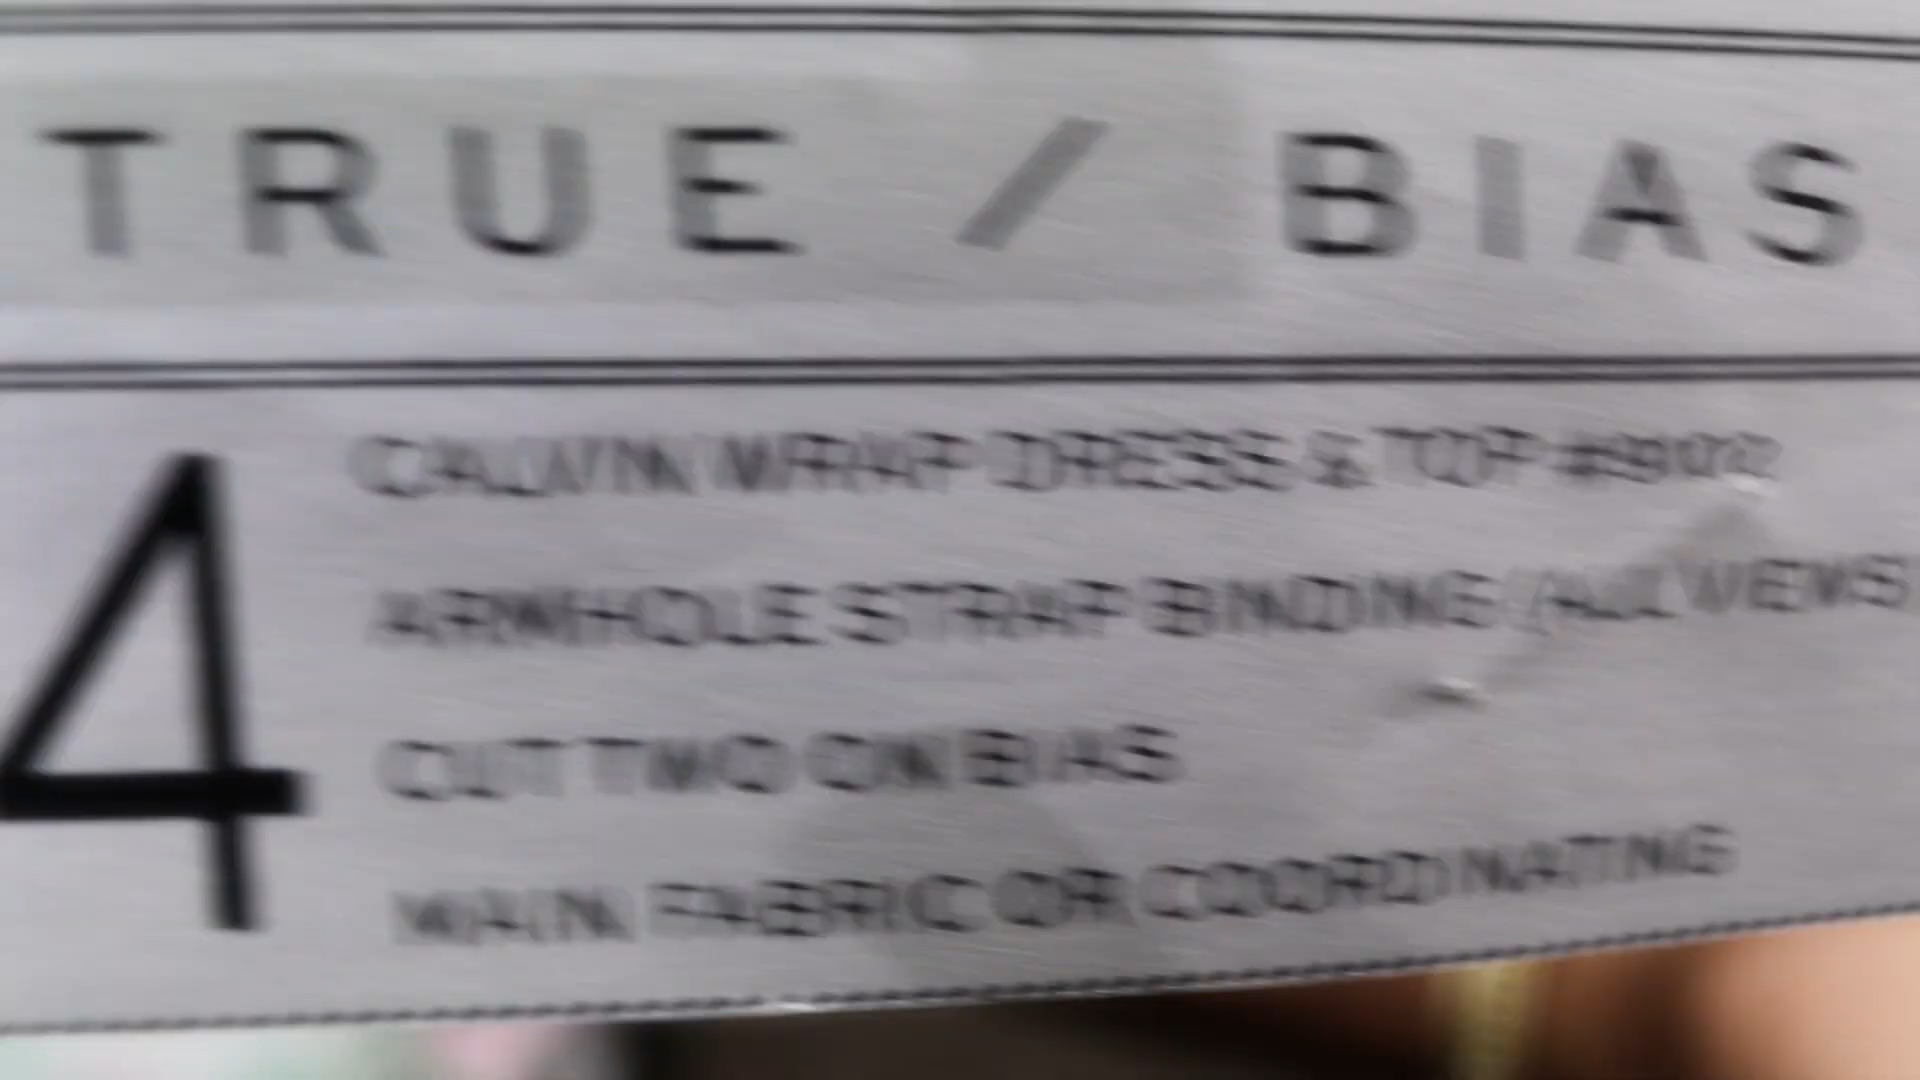 TRUE / BIAS
4
CALVIN WRAP DRESS & TOP
ARMHOLE STRAP BINDING (ALL VIEWS
CUT TWO ON BIAS
MAIN FABRIC OR COORDINATING